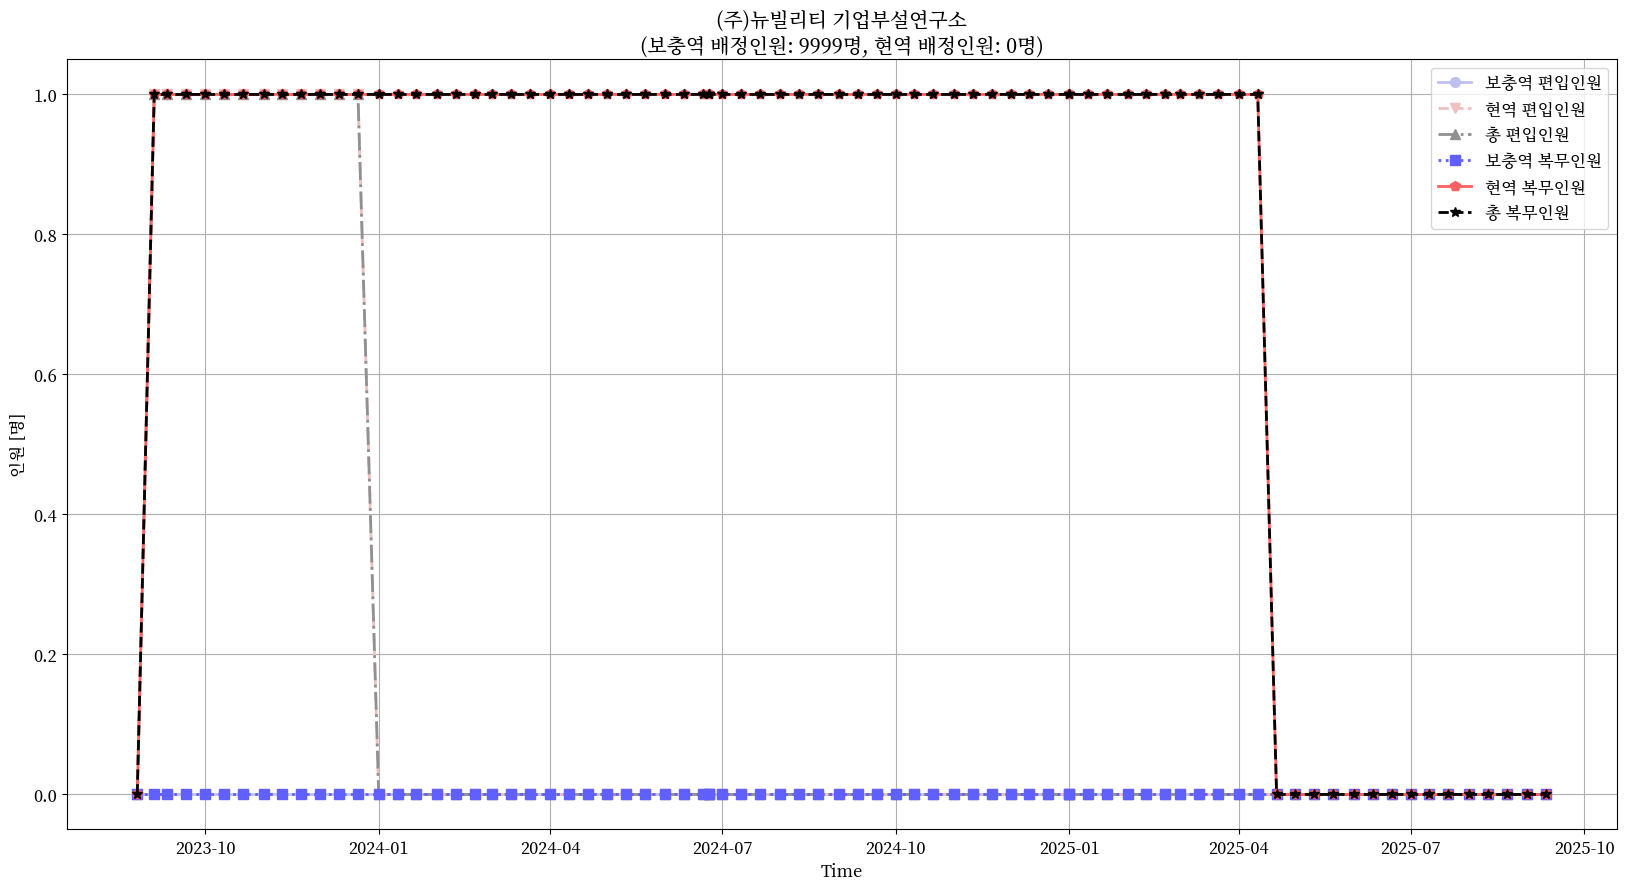 (주)뉴빌리티 기업부설연구소
(보충역 배정인원: 9999명, 현역 배정인원: 0명)
보충역 편입인원
현역 편입인원
총 편입인원
보충역 복무인원
현역 복무인원
총 복무인원
인원 [명]
1.0
0.8
0.6
0.4
0.2
0.0
2023-10
2024-01
2024-04
2024-07
2024-10
2025-01
2025-04
2025-07
2025-10
Time